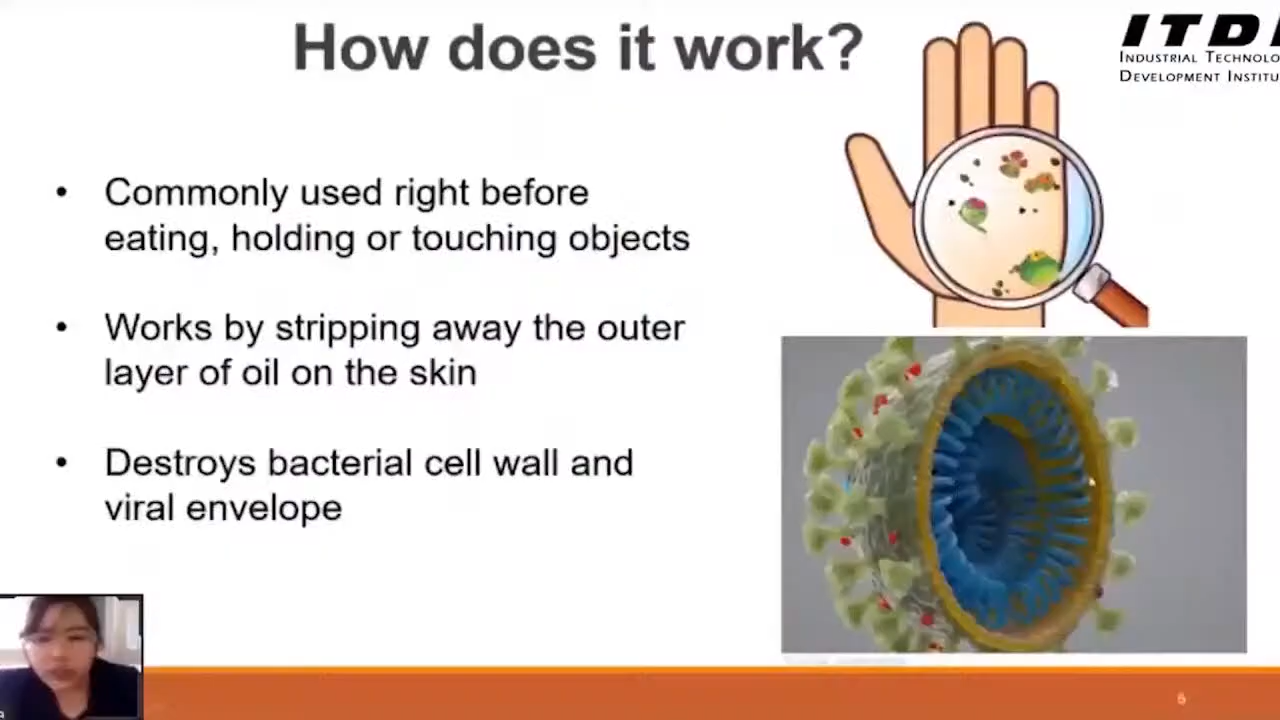 How does it work?
ITDI
INDUSTRIAL TECHNOLO
DEVELOPMENT INSTITU
• Commonly used right before
eating, holding or touching objects
• Works by stripping away the outer
layer of oil on the skin
• Destroys bacterial cell wall and
viral envelope
6